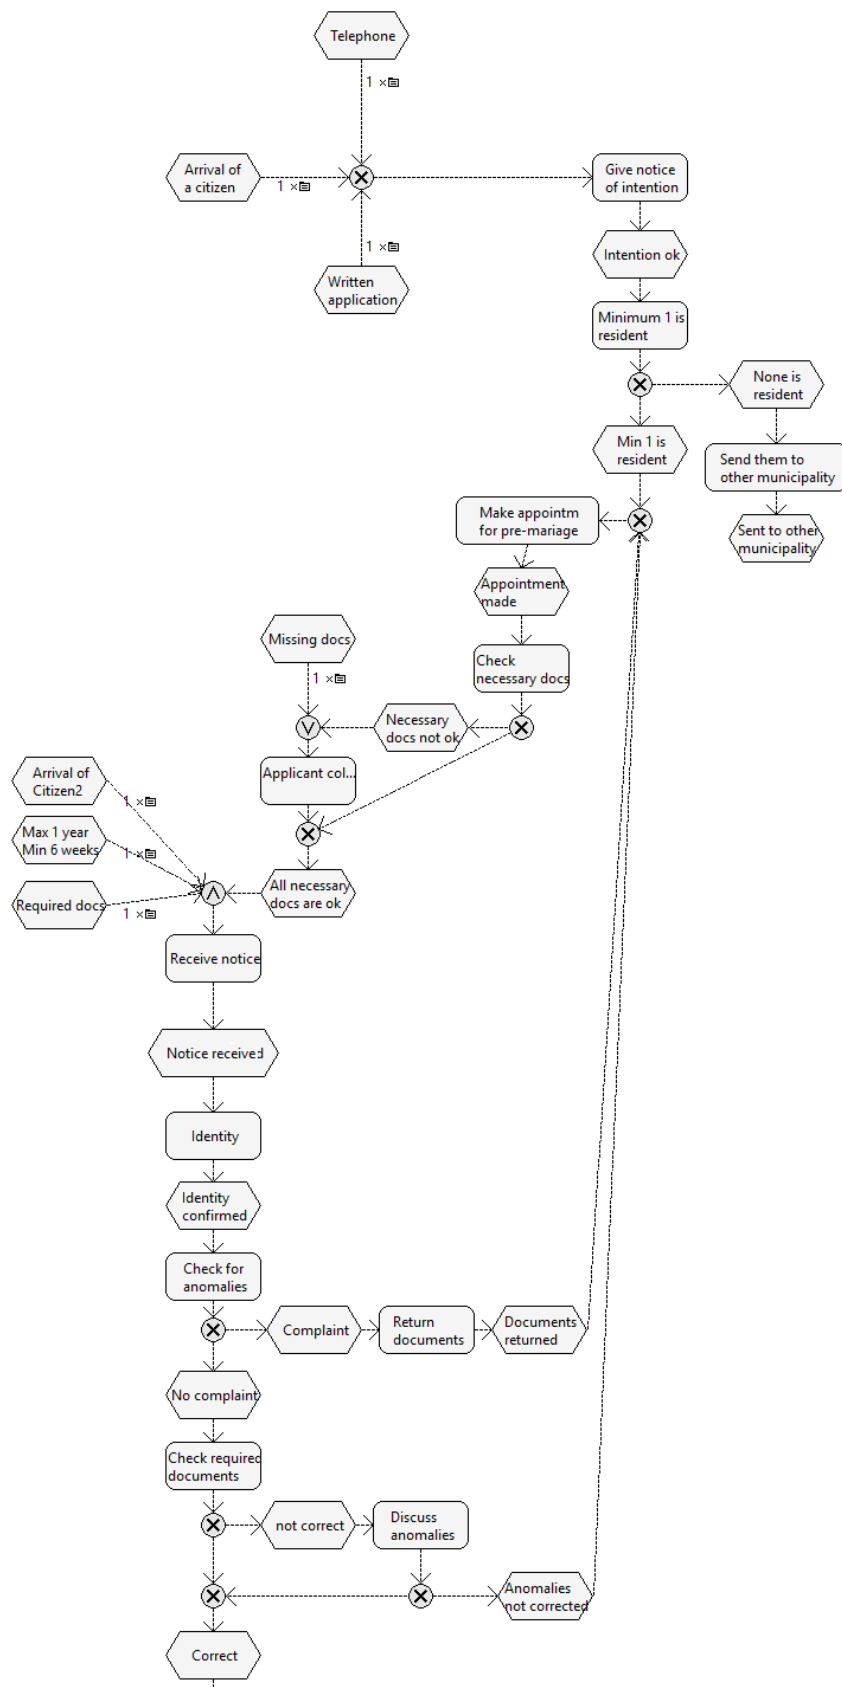 Telephone
1 ×
Arrival of
a citizen
1 ×
Give notice
of intention
1 ×
Written
application
Intention ok
Minimum 1 is
resident
None is
resident
Min 1 is
resident
Send them to
other municipality
Make appointm
for pre-mariage
Sent to other
municipality
Appointment
made
Missing docs
Check
necessary docs
1 ×
Necessary
docs not ok
Applicant col...
Arrival of
Citizen2
1 ×
Max 1 year
Min 6 weeks
1 ×
All necessary
docs are ok
Required docs
1 ×
Receive notice
Notice received
Identity
Identity
confirmed
Check for
anomalies
Complaint
Return
documents
Documents
returned
No complaint
Check required
documents
not correct
Discuss
anomalies
Anomalies
not corrected
Correct